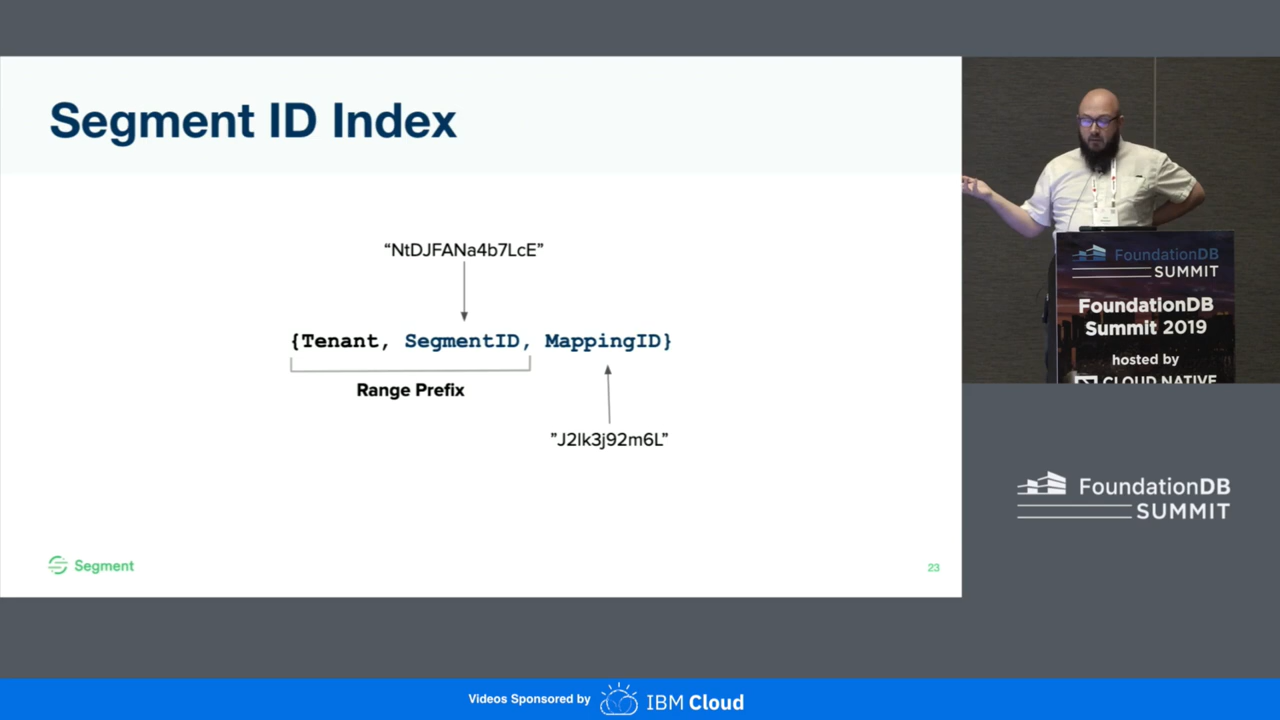 Segment ID Index
“NtDJFANa4b7LcE”
{Tenant, SegmentID, MappingID}
Range Prefix
”J2lk3j92m6L”
Segment
23
FoundationDB
SUMMIT
FoundationDB
Summit 2019
hosted by
CLOUD NATIVE
FoundationDB
SUMMIT
Videos Sponsored by IBM Cloud